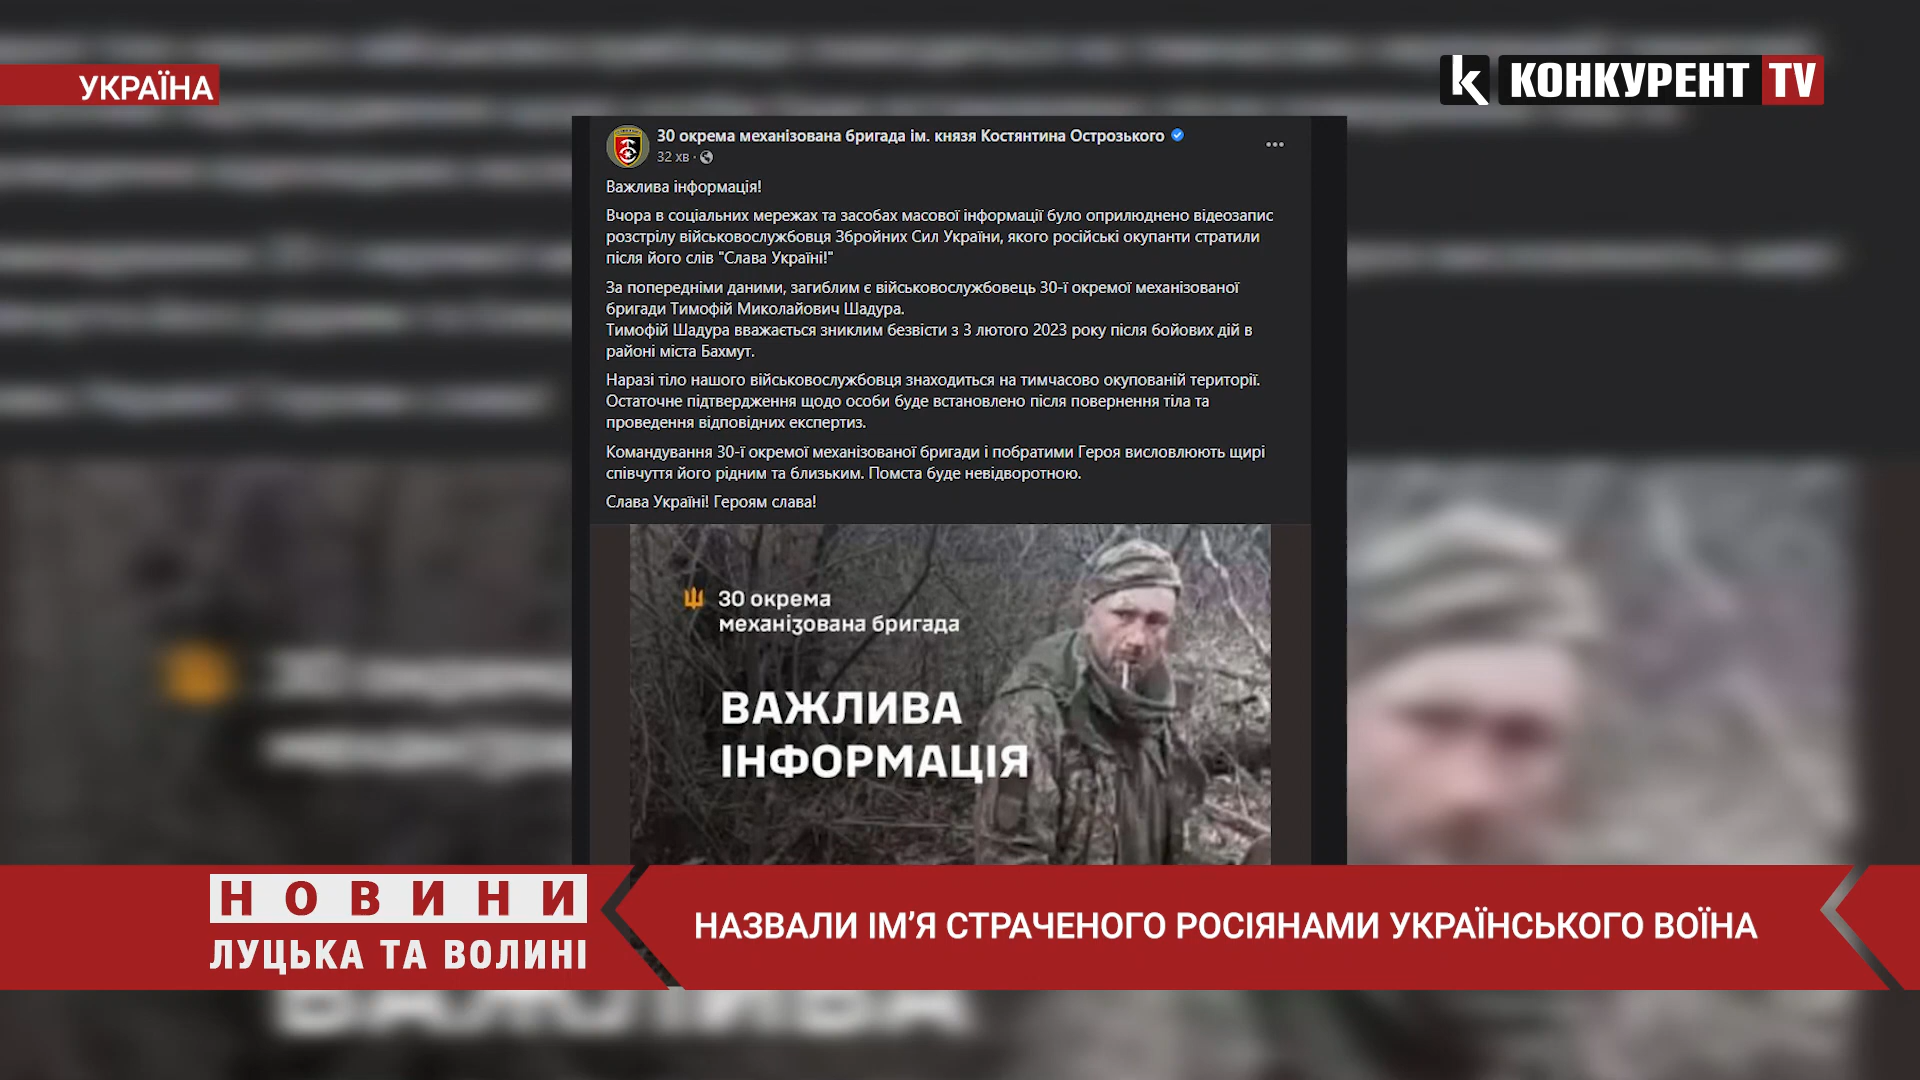 УКРАЇНА
КОНКУРЕНТ TV
30 окрема механізована бригада ім. князя Костянтина Острозького
32 хв
Важлива інформація!
Вчора в соціальних мережах та засобах масової інформації було оприлюднено відеозапис
розстрілу військовослужбовця Збройних Сил України, якого російські окупанти стратили
після його слів "Слава Україні!"
За попередніми даними, загиблим є військовослужбовець 30-ї окремої механізованої
бригади Тимофій Миколайович Шадура.
Тимофій Шадура вважається зниклим безвісти з 3 лютого 2023 року після бойових дій в
районі міста Бахмут.
Наразі тіло нашого військовослужбовця знаходиться на тимчасово окупованій території.
Остаточне підтвердження щодо особи буде встановлено після повернення тіла та
проведення відповідних експертиз.
Командування 30-ї окремої механізованої бригади і побратими Героя висловлюють щирі
співчуття його рідним та близьким. Помста буде невідворотною.
Слава Україні! Героям слава!
30 окрема
механізована бригада
ВАЖЛИВА
ІНФОРМАЦІЯ
НОВИНИ
ЛУЦЬКА ТА ВОЛИНІ
НАЗВАЛИ ІМ’Я СТРАЧЕНОГО РОСІЯНАМИ УКРАЇНСЬКОГО ВОЇНА